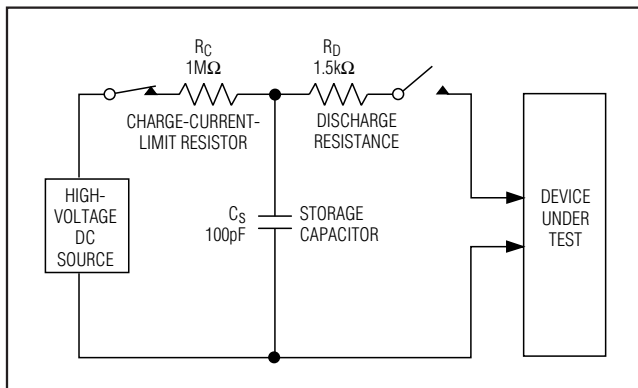 RC
1MΩ
CHARGE-CURRENT-
LIMIT RESISTOR
RD
1.5kΩ
DISCHARGE
RESISTANCE
HIGH-
VOLTAGE
DC
SOURCE
CS
100pF
STORAGE
CAPACITOR
DEVICE
UNDER
TEST